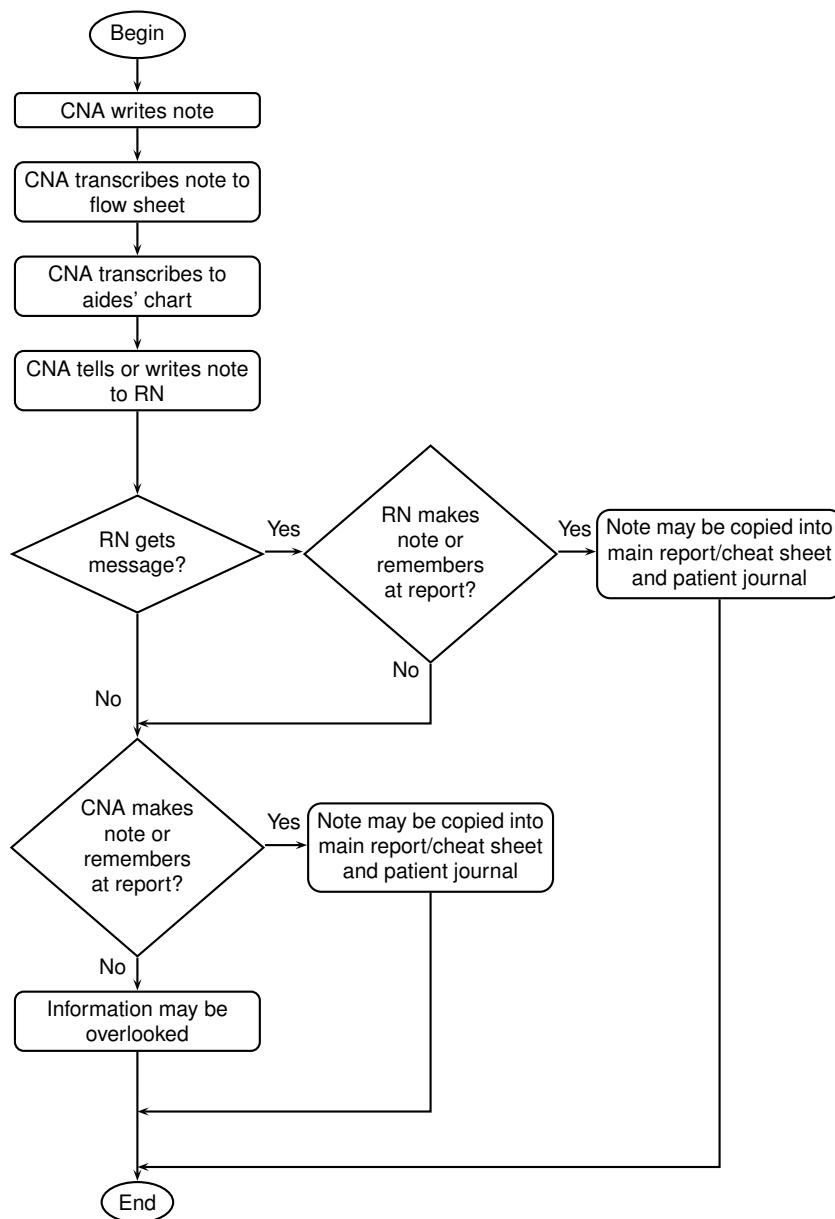 Begin
CNA writes note
CNA transcribes note to
flow sheet
CNA transcribes to
aides’ chart
CNA tells or writes note
to RN
RN gets
message?
Yes
RN makes
note or
remembers
at report?
Yes
Note may be copied into
main report/cheat sheet
and patient journal
No
No
CNA makes
note or
remembers
at report?
Yes
Note may be copied into
main report/cheat sheet
and patient journal
No
Information may be
overlooked
End